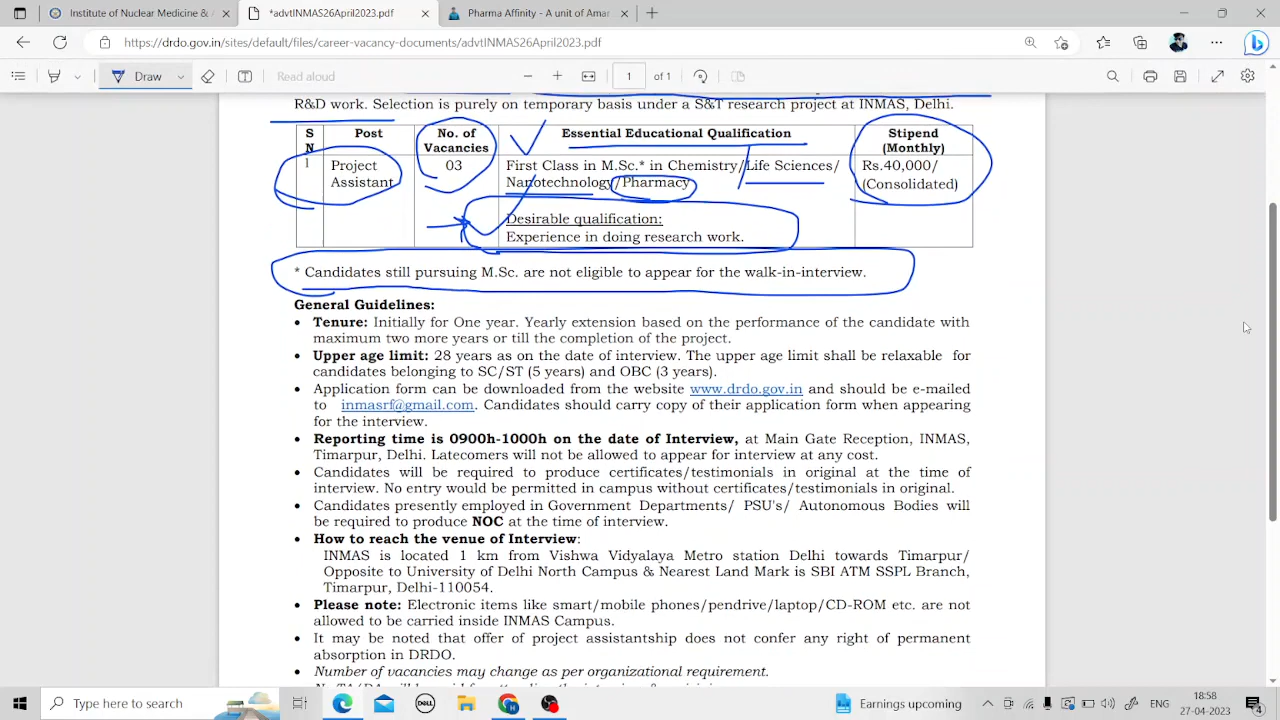 Institute of Nuclear Medicine &
*advtINMAS26April2023.pdf
Pharma Affinity - A unit of Amar
https://drdo.gov.in/sites/default/files/career-vacancy-documents/advtINMAS26April2023.pdf
Draw
Read aloud
1 of 1
R&D work. Selection is purely on temporary basis under a S&T research project at INMAS, Delhi.
S N Post No. of Vacancies Essential Educational Qualification Stipend (Monthly)
1 Project Assistant 03 First Class in M.Sc.* in Chemistry/Life Sciences/ Rs.40,000/ (Consolidated)
Nanotechnology/Pharmacy
Desirable qualification:
Experience in doing research work.
* Candidates still pursuing M.Sc. are not eligible to appear for the walk-in-interview.
General Guidelines:
• Tenure: Initially for One year. Yearly extension based on the performance of the candidate with
maximum two more years or till the completion of the project.
• Upper age limit: 28 years as on the date of interview. The upper age limit shall be relaxable for
candidates belonging to SC/ST (5 years) and OBC (3 years).
• Application form can be downloaded from the website www.drdo.gov.in and should be e-mailed
to inmasrf@gmail.com. Candidates should carry copy of their application form when appearing
for the interview.
• Reporting time is 0900h-1000h on the date of Interview, at Main Gate Reception, INMAS,
Timarpur, Delhi. Latecomers will not be allowed to appear for interview at any cost.
• Candidates will be required to produce certificates/testimonials in original at the time of
interview. No entry would be permitted in campus without certificates/testimonials in original.
• Candidates presently employed in Government Departments/ PSU's/ Autonomous Bodies will
be required to produce NOC at the time of interview.
• How to reach the venue of Interview:
INMAS is located 1 km from Vishwa Vidyalaya Metro station Delhi towards Timarpur/
Opposite to University of Delhi North Campus & Nearest Land Mark is SBI ATM SSPL Branch,
Timarpur, Delhi-110054.
• Please note: Electronic items like smart/mobile phones/pendrive/laptop/CD-ROM etc. are not
allowed to be carried inside INMAS Campus.
• It may be noted that offer of project assistantship does not confer any right of permanent
absorption in DRDO.
• Number of vacancies may change as per organizational requirement.
Type here to search
DELL
Earnings upcoming
ENG
18:58
27-04-2023
4